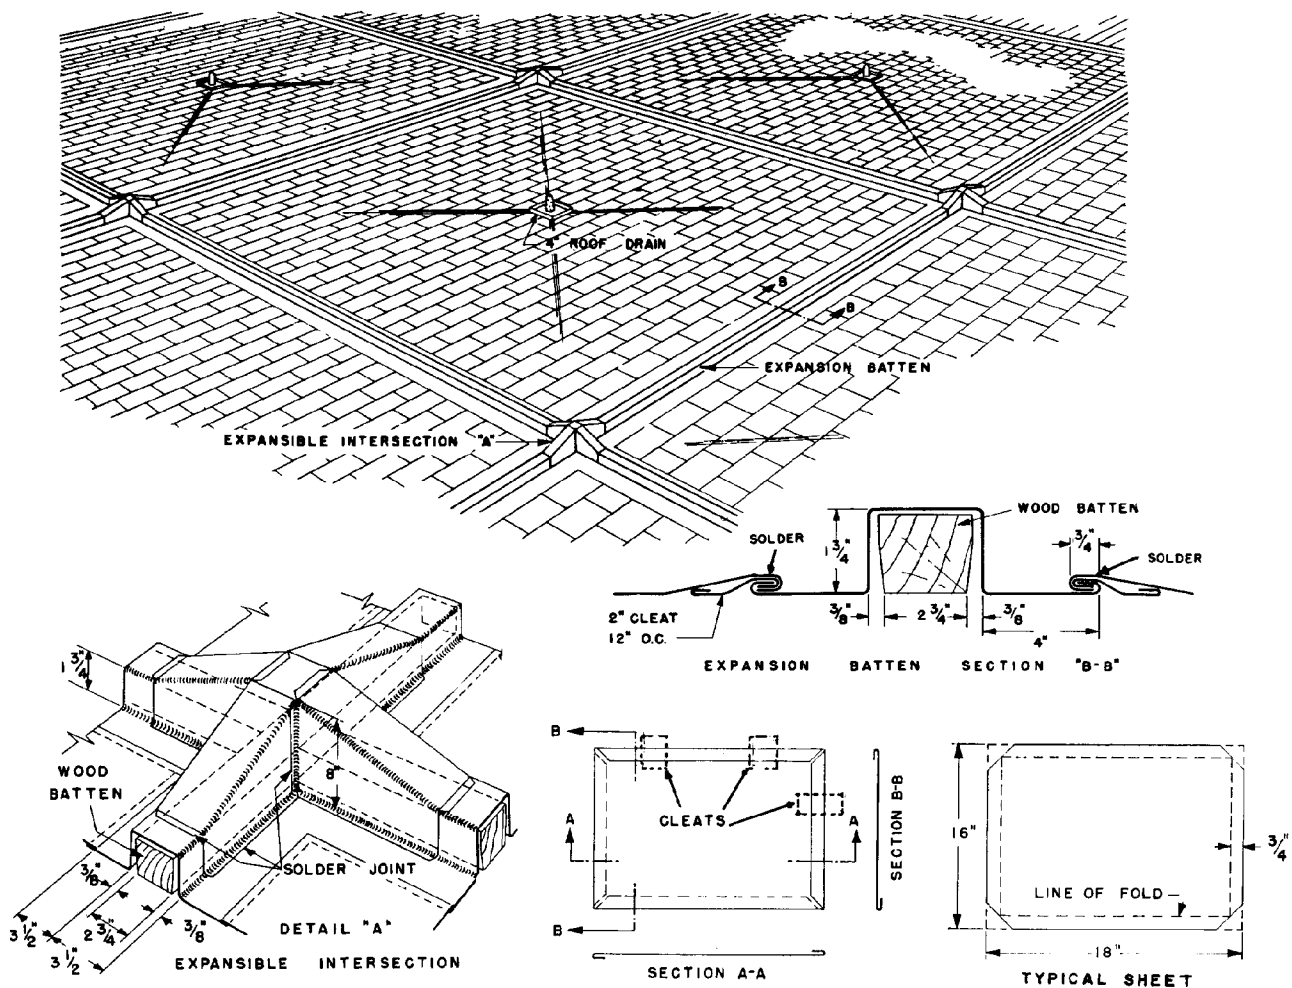 4" ROOF DRAIN
B
B
EXPANSION BATTEN
EXPANSIBLE INTERSECTION "A"
WOOD BATTEN
SOLDER
1 3/4"
3/4"
SOLDER
2" CLEAT
12" O.C.
3/8"
2 3/4"
3/8"
4"
EXPANSION BATTEN SECTION "B-B"
1 3/4"
8"
WOOD
BATTEN
SOLDER JOINT
3/8"
3/8"
3 1/2"
2 3/4"
3 1/2"
DETAIL "A"
EXPANSIBLE INTERSECTION
B
CLEATS
A
A
B
SECTION B-B
SECTION A-A
16"
3/4"
LINE OF FOLD
18"
TYPICAL SHEET